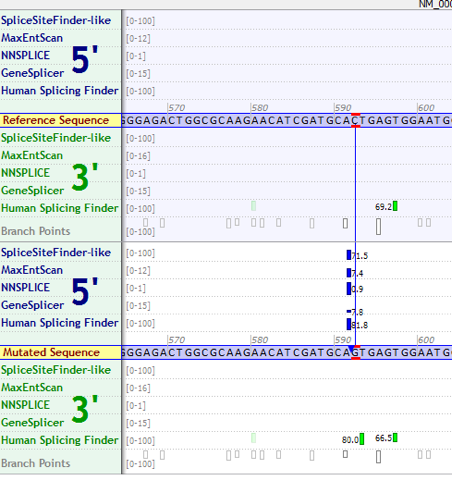 NM_000
SpliceSiteFinder-like [0-100]
MaxEntScan [0-12]
NNSPLICE 5' [0-1]
GeneSplicer [0-15]
Human Splicing Finder [0-100]
570 580 590 600
Reference Sequence GGGAGACTGGCGCAAGAACATCGATGCACTGAGTGGAATGG
SpliceSiteFinder-like [0-100]
MaxEntScan [0-16]
NNSPLICE 3' [0-1]
GeneSplicer [0-15]
Human Splicing Finder [0-100] 69.2
Branch Points [0-100]
SpliceSiteFinder-like [0-100] 71.5
MaxEntScan [0-12] 7.4
NNSPLICE 5' [0-1] 0.9
GeneSplicer [0-15] 7.8
Human Splicing Finder [0-100] 81.8
570 580 590 600
Mutated Sequence GGGAGACTGGCGCAAGAACATCGATGCAGTGAGTGGAATGG
SpliceSiteFinder-like [0-100]
MaxEntScan [0-16]
NNSPLICE 3' [0-1]
GeneSplicer [0-15]
Human Splicing Finder [0-100] 80.0 66.5
Branch Points [0-100]